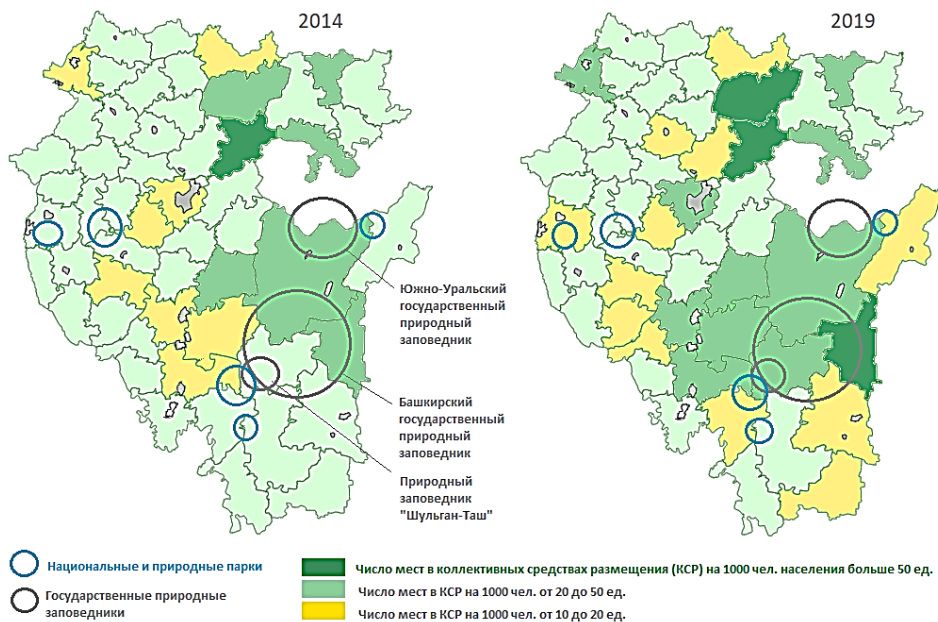 2014
2019
Южно-Уральский
государственный
природный
заповедник
Башкирский
государственный
природный
заповедник
Природный
заповедник
"Шульган-Таш"
Национальные и природные парки
Государственные природные
заповедники
Число мест в коллективных средствах размещения (КСР) на 1000 чел. населения больше 50 ед.
Число мест в КСР на 1000 чел. от 20 до 50 ед.
Число мест в КСР на 1000 чел. от 10 до 20 ед.